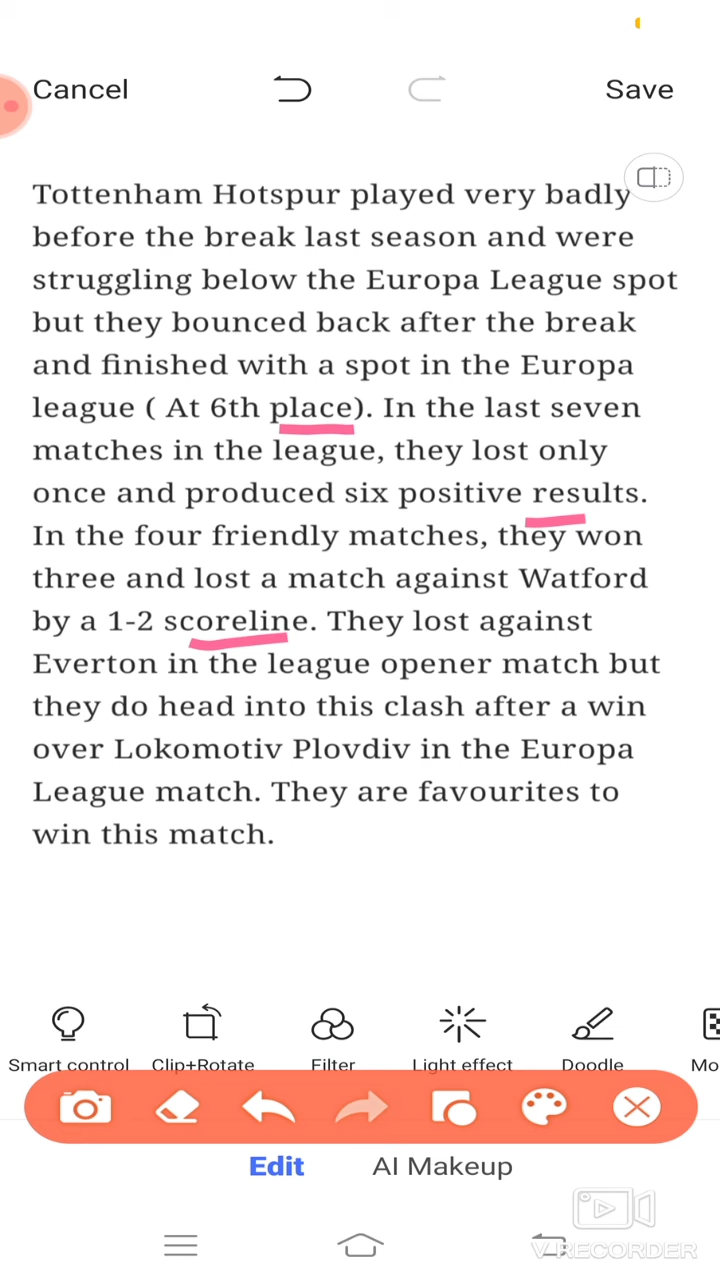 Cancel
Save
Tottenham Hotspur played very badly
before the break last season and were
struggling below the Europa League spot
but they bounced back after the break
and finished with a spot in the Europa
league ( At 6th place). In the last seven
matches in the league, they lost only
once and produced six positive results.
In the four friendly matches, they won
three and lost a match against Watford
by a 1-2 scoreline. They lost against
Everton in the league opener match but
they do head into this clash after a win
over Lokomotiv Plovdiv in the Europa
League match. They are favourites to
win this match.
Smart control Clip+Rotate Filter Light effect Doodle Mo
Edit AI Makeup
V RECORDER